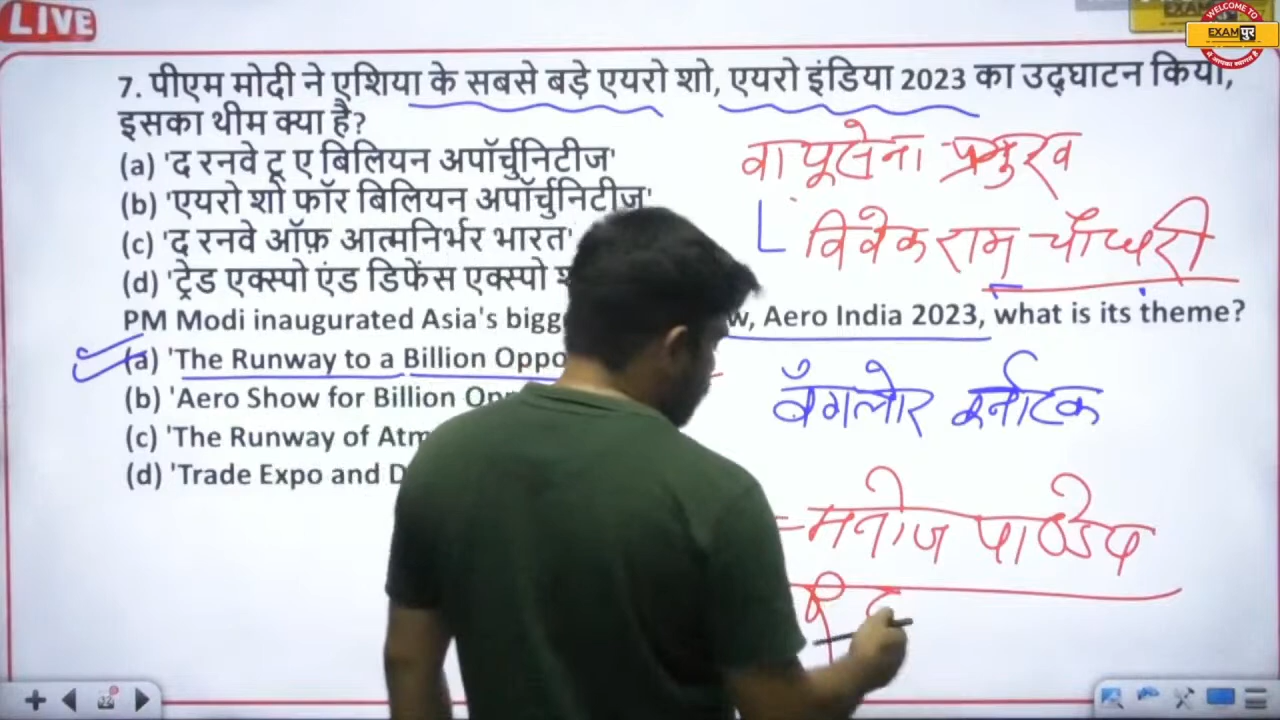 LIVE
WELCOME TO
EXAMपुर
7. पीएम मोदी ने एशिया के सबसे बड़े एयरो शो, एयरो इंडिया 2023 का उद्घाटन किया,
इसका थीम क्या है?
(a) 'द रनवे टू ए बिलियन अपॉर्चुनिटीज'
(b) 'एयरो शो फॉर बिलियन अपॉर्चुनिटीज'
(c) 'द रनवे ऑफ़ आत्मनिर्भर भारत'
(d) 'ट्रेड एक्स्पो एंड डिफेंस एक्स्पो
वायुसेना प्रमुख
विवेक राम चौधरी
PM Modi inaugurated Asia's bigg w, Aero India 2023, what is its theme?
(a) 'The Runway to a Billion Oppo
(b) 'Aero Show for Billion Opp
(c) 'The Runway of Atm
(d) 'Trade Expo and D
बैंगलोर कर्नाटक
मनोज पाण्डेय